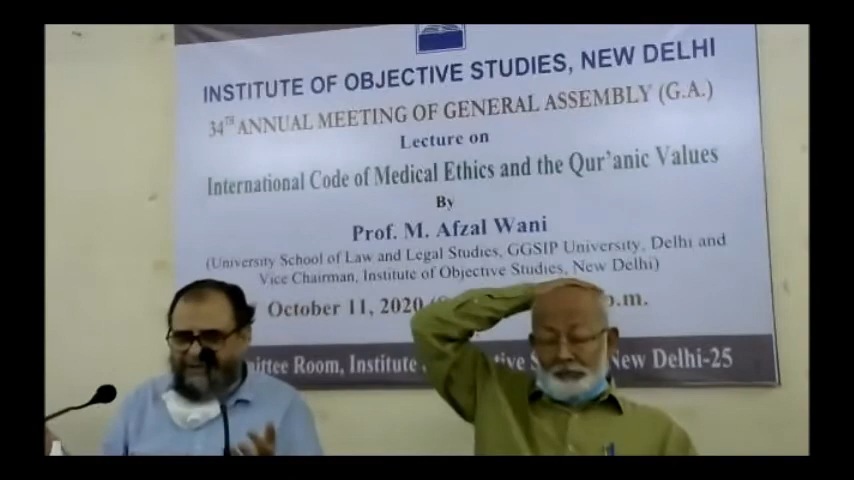 INSTITUTE OF OBJECTIVE STUDIES, NEW DELHI
34TH ANNUAL MEETING OF GENERAL ASSEMBLY (G.A.)
Lecture on
International Code of Medical Ethics and the Qur'anic Values
By
Prof. M. Afzal Wani
(University School of Law and Legal Studies, GGSIP University, Delhi and
Vice Chairman, Institute of Objective Studies, New Delhi)
October 11, 2020 p.m.
Room, Institute New Delhi-25